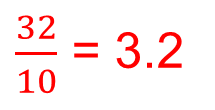 32/10 = 3.2